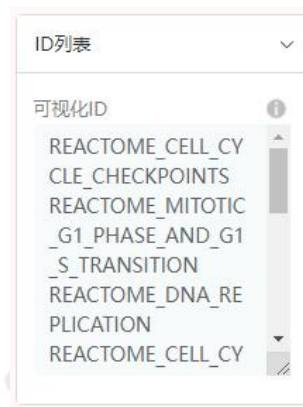 ID列表
可视化ID
REACTOME_CELL_CY
CLE_CHECKPOINTS
REACTOME_MITOTIC
_G1_PHASE_AND_G1
_S_TRANSITION
REACTOME_DNA_RE
PLICATION
REACTOME_CELL_CY